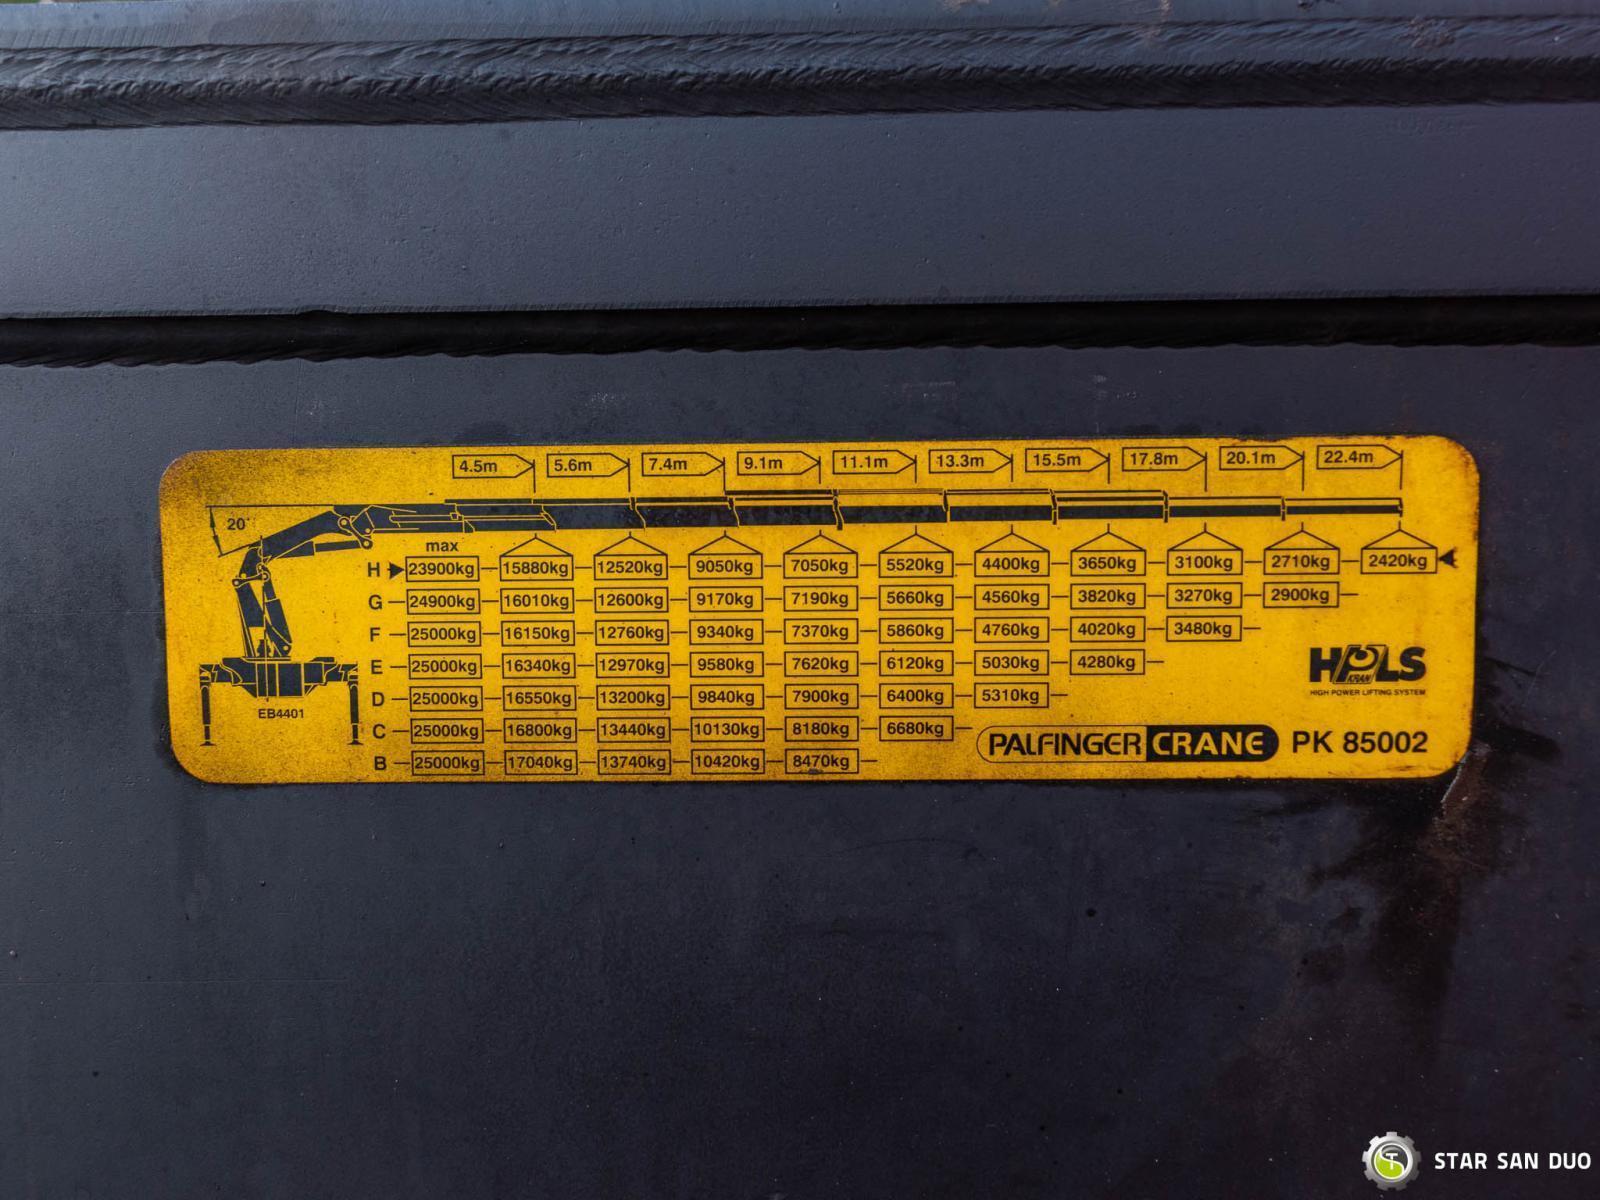 4.5m 5.6m 7.4m 9.1m 11.1m 13.3m 15.5m 17.8m 20.1m 22.4m
20°
max
H 23900kg 15880kg 12520kg 9050kg 7050kg 5520kg 4400kg 3650kg 3100kg 2710kg 2420kg
G 24900kg 16010kg 12600kg 9170kg 7190kg 5660kg 4560kg 3820kg 3270kg 2900kg
F 25000kg 16150kg 12760kg 9340kg 7370kg 5860kg 4760kg 4020kg 3480kg
E 25000kg 16340kg 12970kg 9580kg 7620kg 6120kg 5030kg 4280kg
D 25000kg 16550kg 13200kg 9840kg 7900kg 6400kg 5310kg
C 25000kg 16800kg 13440kg 10130kg 8180kg 6680kg
B 25000kg 17040kg 13740kg 10420kg 8470kg
EB4401
HPLS
KRAN
HIGH POWER LIFTING SYSTEM
PALFINGER CRANE PK 85002
STAR SAN DUO